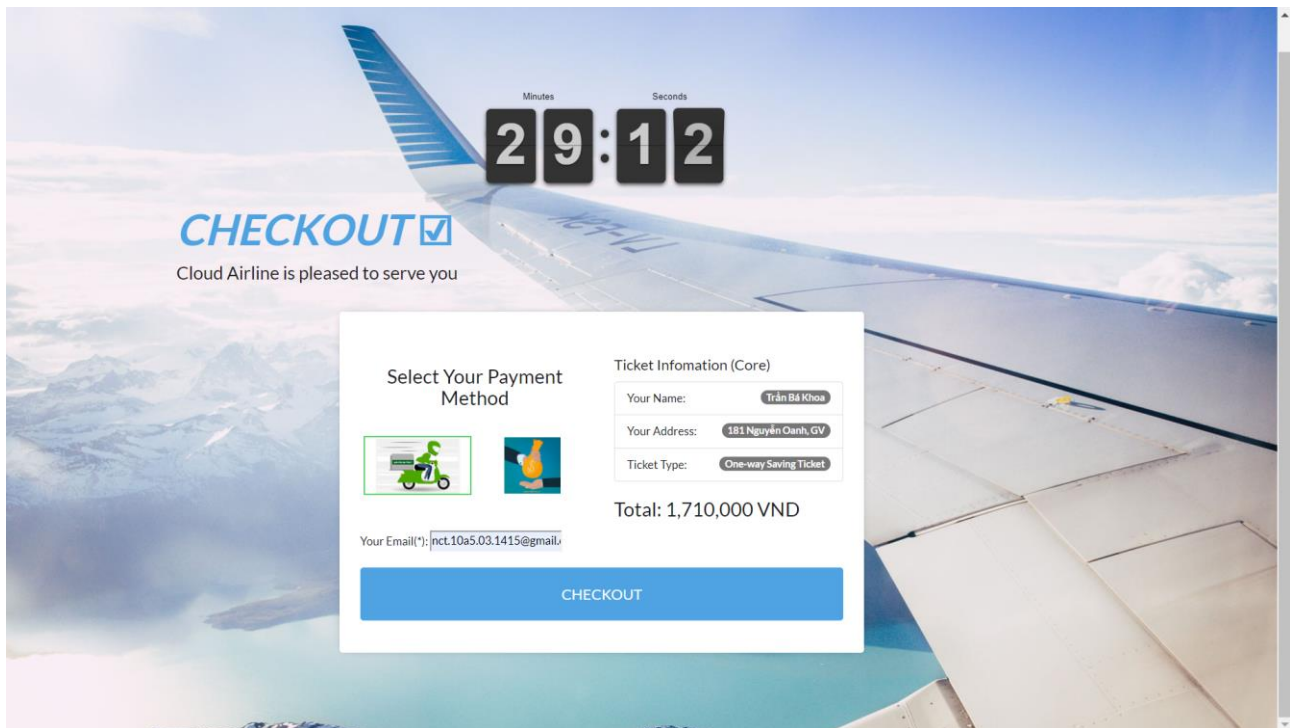 Minutes Seconds
29:12
CHECKOUT
Cloud Airline is pleased to serve you
Select Your Payment
Method
Your Email(*): nct.10a5.03.1415@gmail.
Ticket Infomation (Core)
Your Name: Trần Bá Khoa
Your Address: 181 Nguyễn Oanh, GV
Ticket Type: One-way Saving Ticket
Total: 1,710,000 VND
CHECKOUT